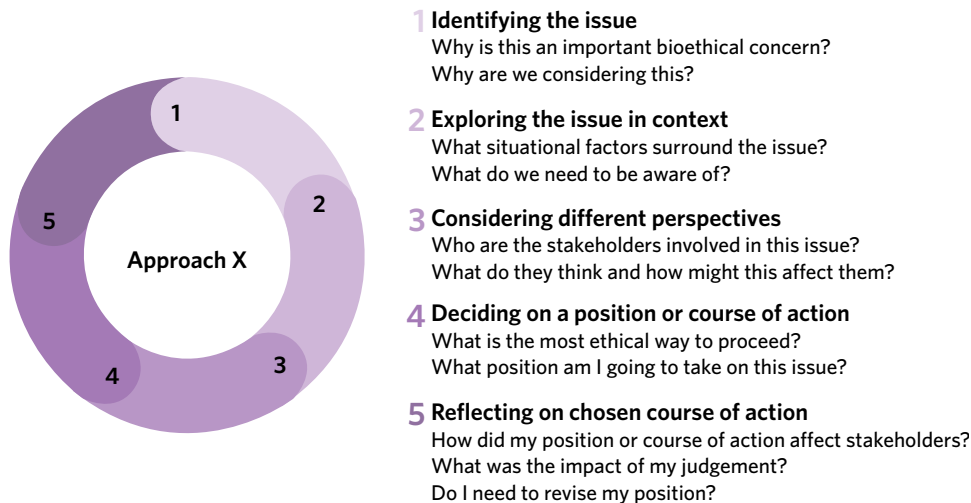 1 Identifying the issue
Why is this an important bioethical concern?
Why are we considering this?
2 Exploring the issue in context
What situational factors surround the issue?
What do we need to be aware of?
3 Considering different perspectives
Who are the stakeholders involved in this issue?
What do they think and how might this affect them?
4 Deciding on a position or course of action
What is the most ethical way to proceed?
What position am I going to take on this issue?
5 Reflecting on chosen course of action
How did my position or course of action affect stakeholders?
What was the impact of my judgement?
Do I need to revise my position?
Approach X
1
2
3
4
5